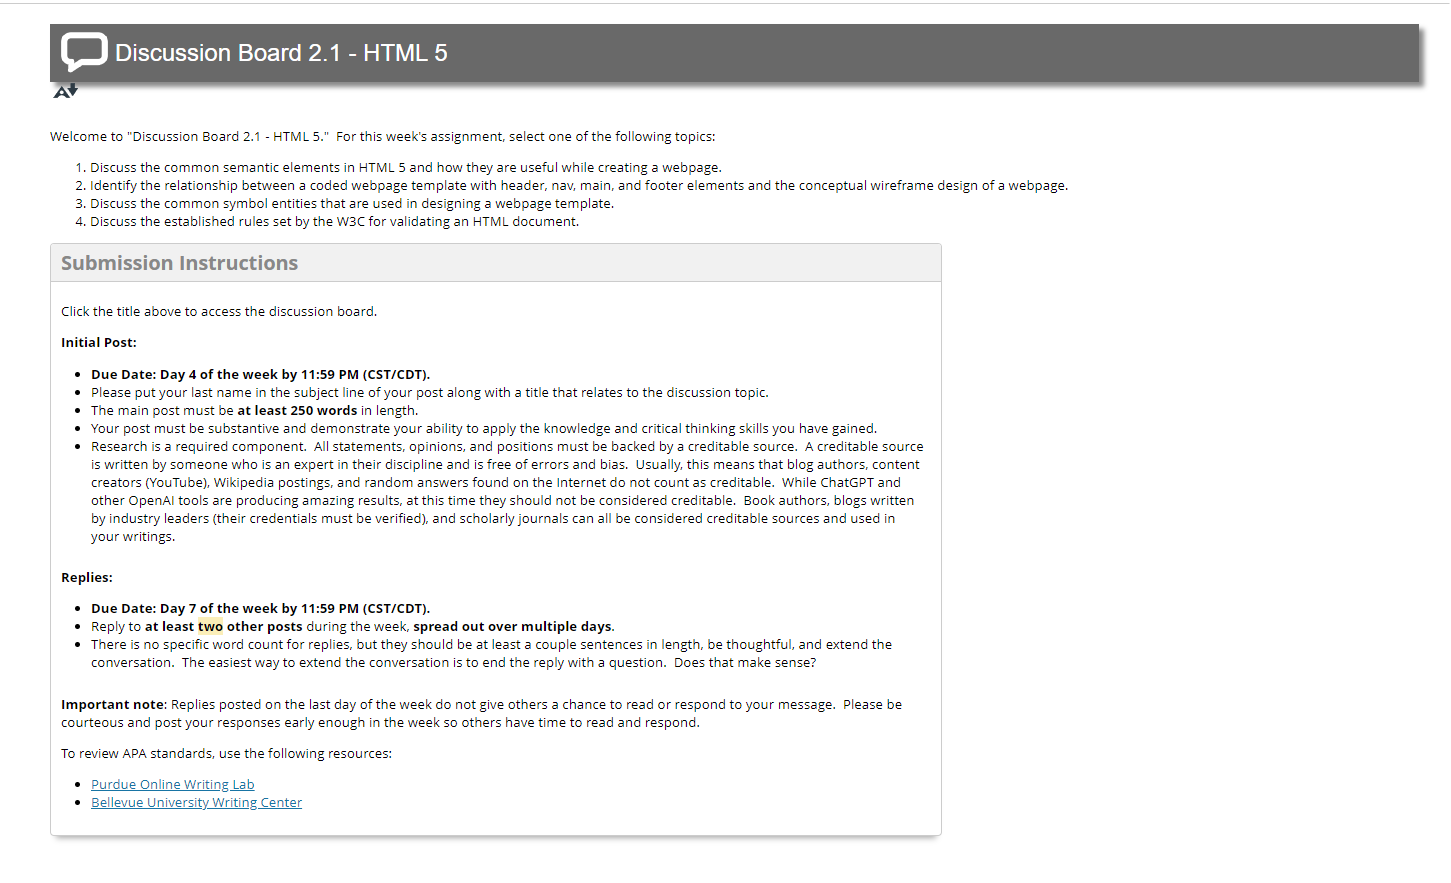 Discussion Board 2.1 - HTML 5
Welcome to "Discussion Board 2.1 - HTML 5."  For this week's assignment, select one of the following topics:
1. Discuss the common semantic elements in HTML 5 and how they are useful while creating a webpage.
2. Identify the relationship between a coded webpage template with header, nav, main, and footer elements and the conceptual wireframe design of a webpage.
3. Discuss the common symbol entities that are used in designing a webpage template.
4. Discuss the established rules set by the W3C for validating an HTML document.
Submission Instructions
Click the title above to access the discussion board.
Initial Post:
• Due Date: Day 4 of the week by 11:59 PM (CST/CDT).
• Please put your last name in the subject line of your post along with a title that relates to the discussion topic.
• The main post must be at least 250 words in length.
• Your post must be substantive and demonstrate your ability to apply the knowledge and critical thinking skills you have gained.
• Research is a required component.  All statements, opinions, and positions must be backed by a creditable source.  A creditable source
is written by someone who is an expert in their discipline and is free of errors and bias.  Usually, this means that blog authors, content
creators (YouTube), Wikipedia postings, and random answers found on the Internet do not count as creditable.  While ChatGPT and
other OpenAI tools are producing amazing results, at this time they should not be considered creditable.  Book authors, blogs written
by industry leaders (their credentials must be verified), and scholarly journals can all be considered creditable sources and used in
your writings.
Replies:
• Due Date: Day 7 of the week by 11:59 PM (CST/CDT).
• Reply to at least two other posts during the week, spread out over multiple days.
• There is no specific word count for replies, but they should be at least a couple sentences in length, be thoughtful, and extend the
conversation.  The easiest way to extend the conversation is to end the reply with a question.  Does that make sense?
Important note: Replies posted on the last day of the week do not give others a chance to read or respond to your message.  Please be
courteous and post your responses early enough in the week so others have time to read and respond.
To review APA standards, use the following resources:
• Purdue Online Writing Lab
• Bellevue University Writing Center